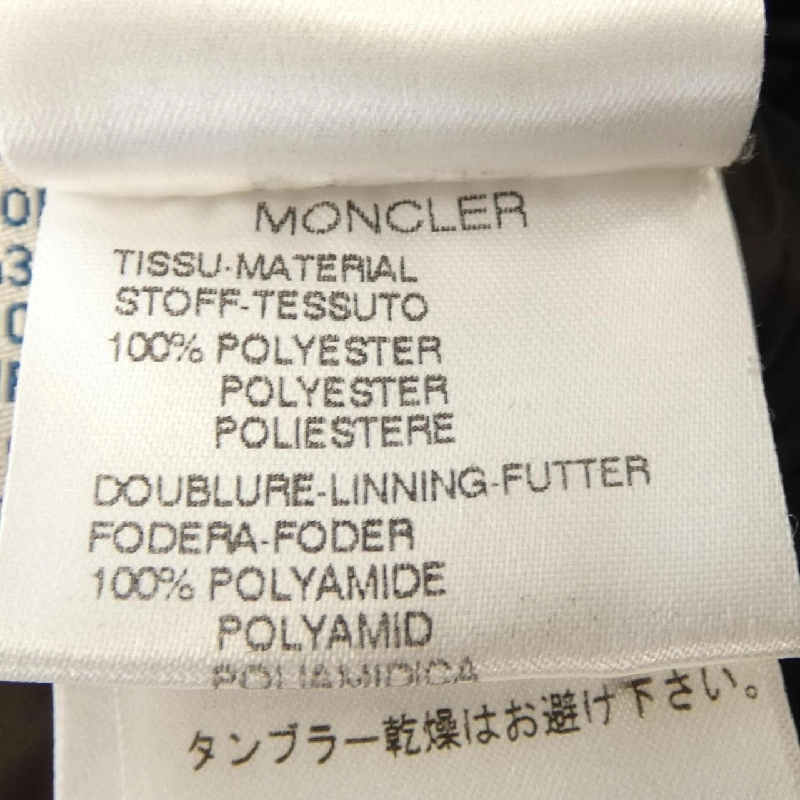 MONCLER
TISSU-MATERIAL
STOFF-TESSUTO
100% POLYESTER
POLYESTER
POLIESTERE
DOUBLURE-LINNING-FUTTER
FODERA-FODER
100% POLYAMIDE
POLYAMID
POLIAMIDICA
タンブラー乾燥はお避け下さい。